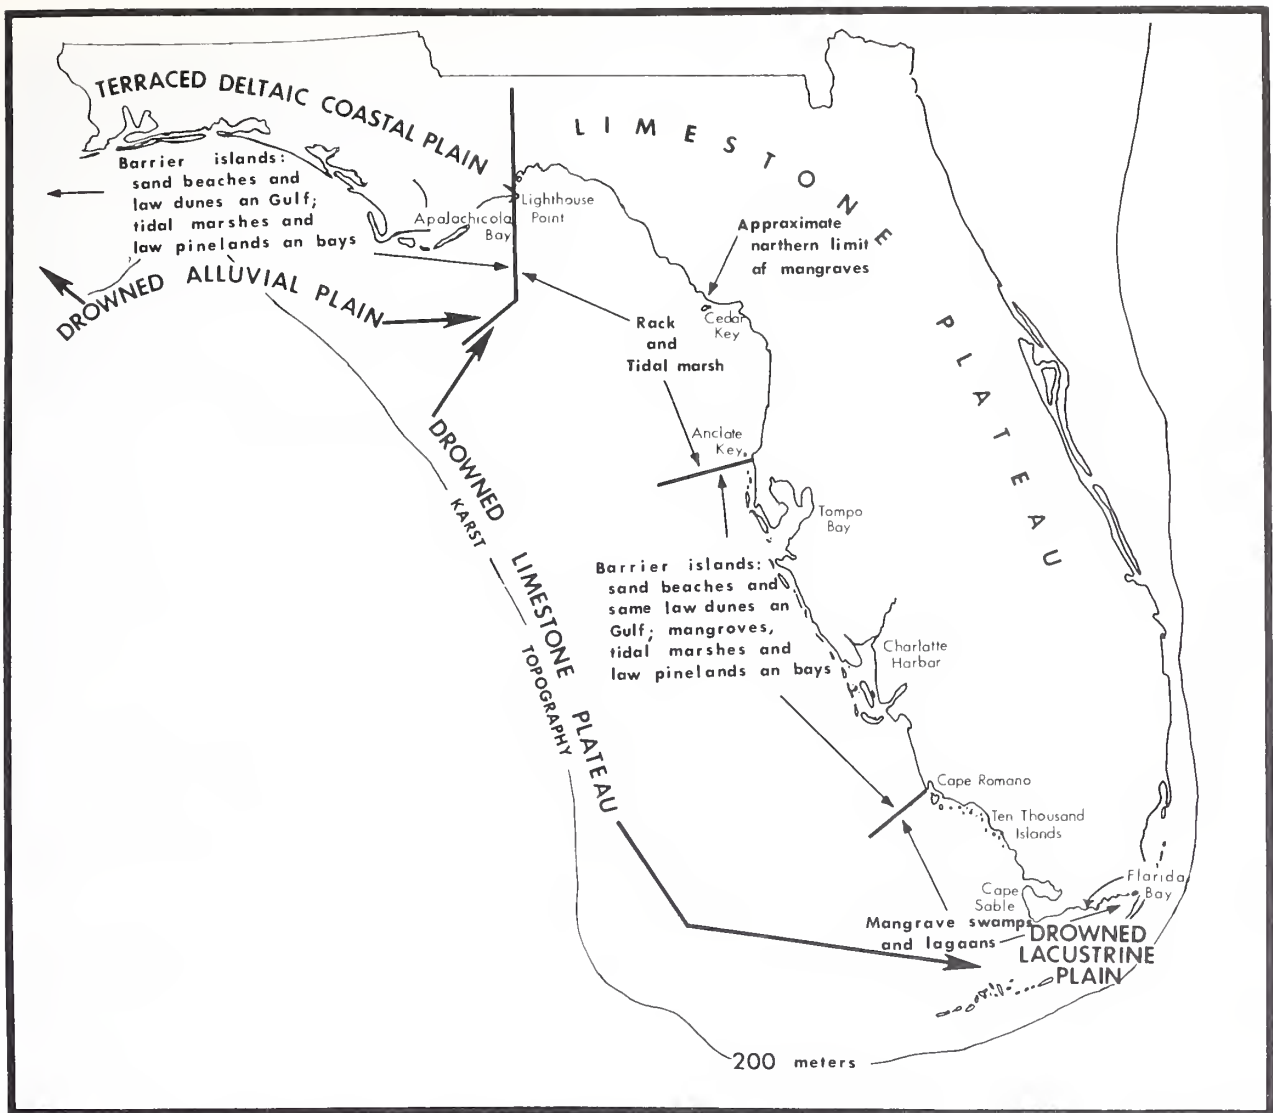 TERRACED DELTAIC COASTAL PLAIN
LIMESTONE PLATEAU
Barrier islands:
sand beaches and
law dunes an Gulf;
tidal marshes and
law pinelands an bays
Apalachicola
Bay
Lighthouse
Point
Approximate
narthern limit
af mangraves
DROWNED ALLUVIAL PLAIN
Rack
and
Tidal marsh
Cedar
Key
Anclate
Key
DROWNED LIMESTONE PLATEAU
KARST TOPOGRAPHY
Tompo
Bay
Barrier islands:
sand beaches and
same law dunes an
Gulf; mangroves,
tidal marshes and
law pinelands an bays
Charlatte
Harbar
Cape Romano
Ten Thousand
Islands
Cape
Sable
Flarida
Bay
Mangrave swamps
and lagaans
DROWNED
LACUSTRINE
PLAIN
200 meters